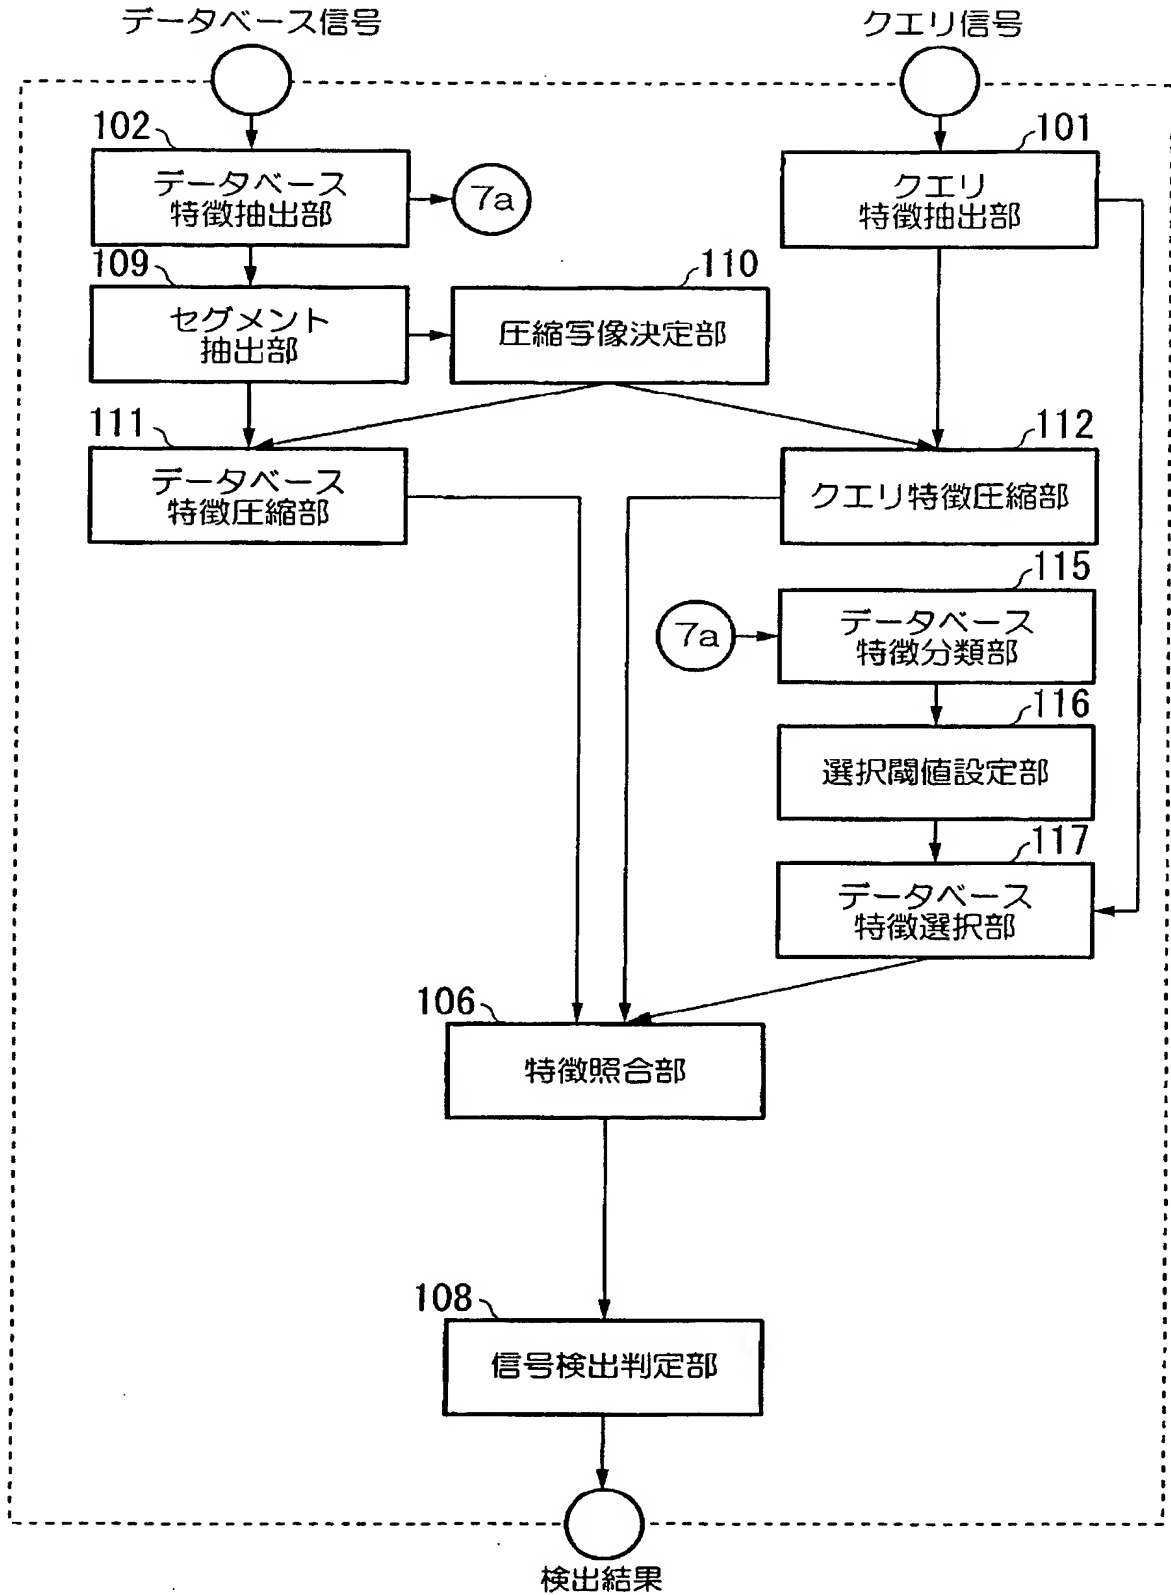 データベース信号
クエリ信号
102
データベース
特徴抽出部
7a
101
クエリ
特徴抽出部
109
セグメント
抽出部
110
圧縮写像決定部
111
データベース
特徴圧縮部
112
クエリ特徴圧縮部
7a
115
データベース
特徴分類部
116
選択閾値設定部
117
データベース
特徴選択部
106
特徴照合部
108
信号検出判定部
検出結果